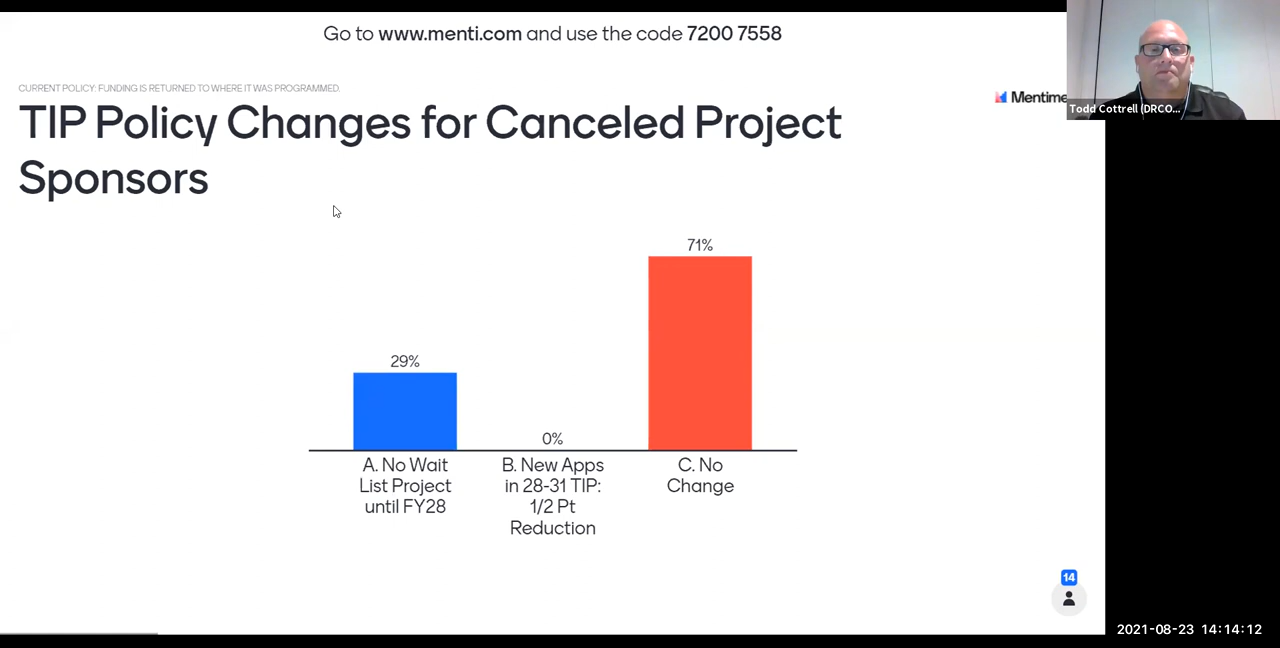 Go to www.menti.com and use the code 7200 7558
CURRENT POLICY: FUNDING IS RETURNED TO WHERE IT WAS PROGRAMMED.
TIP Policy Changes for Canceled Project
Sponsors
Mentime
Todd Cottrell (DRCO...
71%
29%
0%
A. No Wait
List Project
until FY28
B. New Apps
in 28-31 TIP:
1/2 Pt
Reduction
C. No
Change
14
2021-08-23 14:14:12